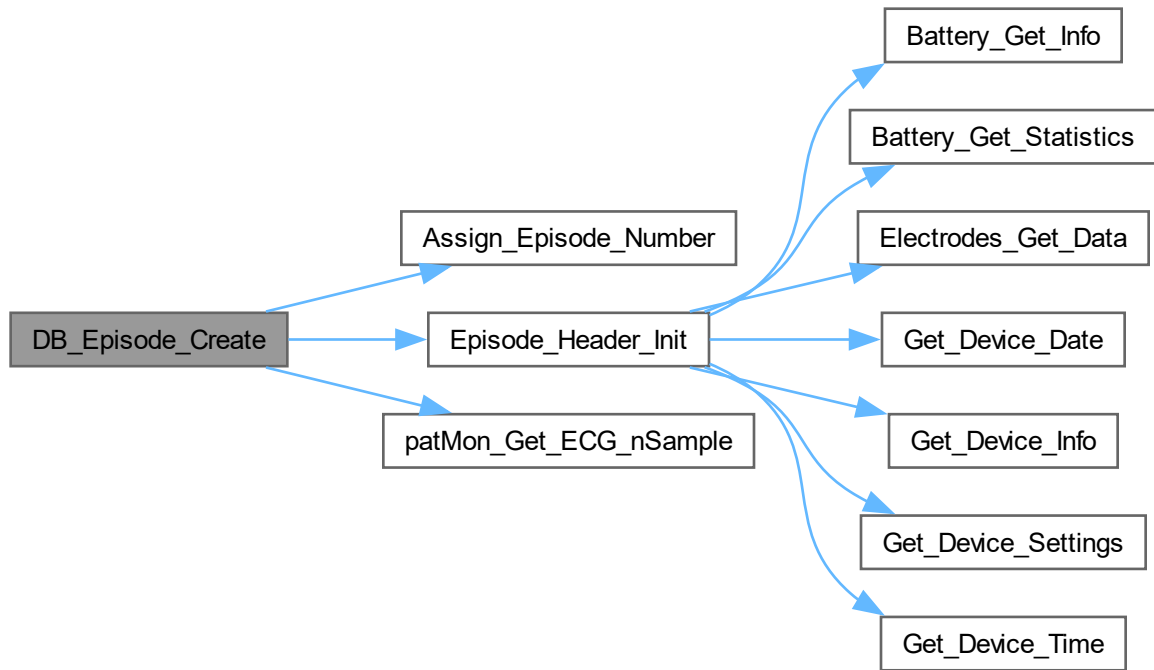 DB_Episode_Create
Assign_Episode_Number
Episode_Header_Init
patMon_Get_ECG_nSample
Battery_Get_Info
Battery_Get_Statistics
Electrodes_Get_Data
Get_Device_Date
Get_Device_Info
Get_Device_Settings
Get_Device_Time